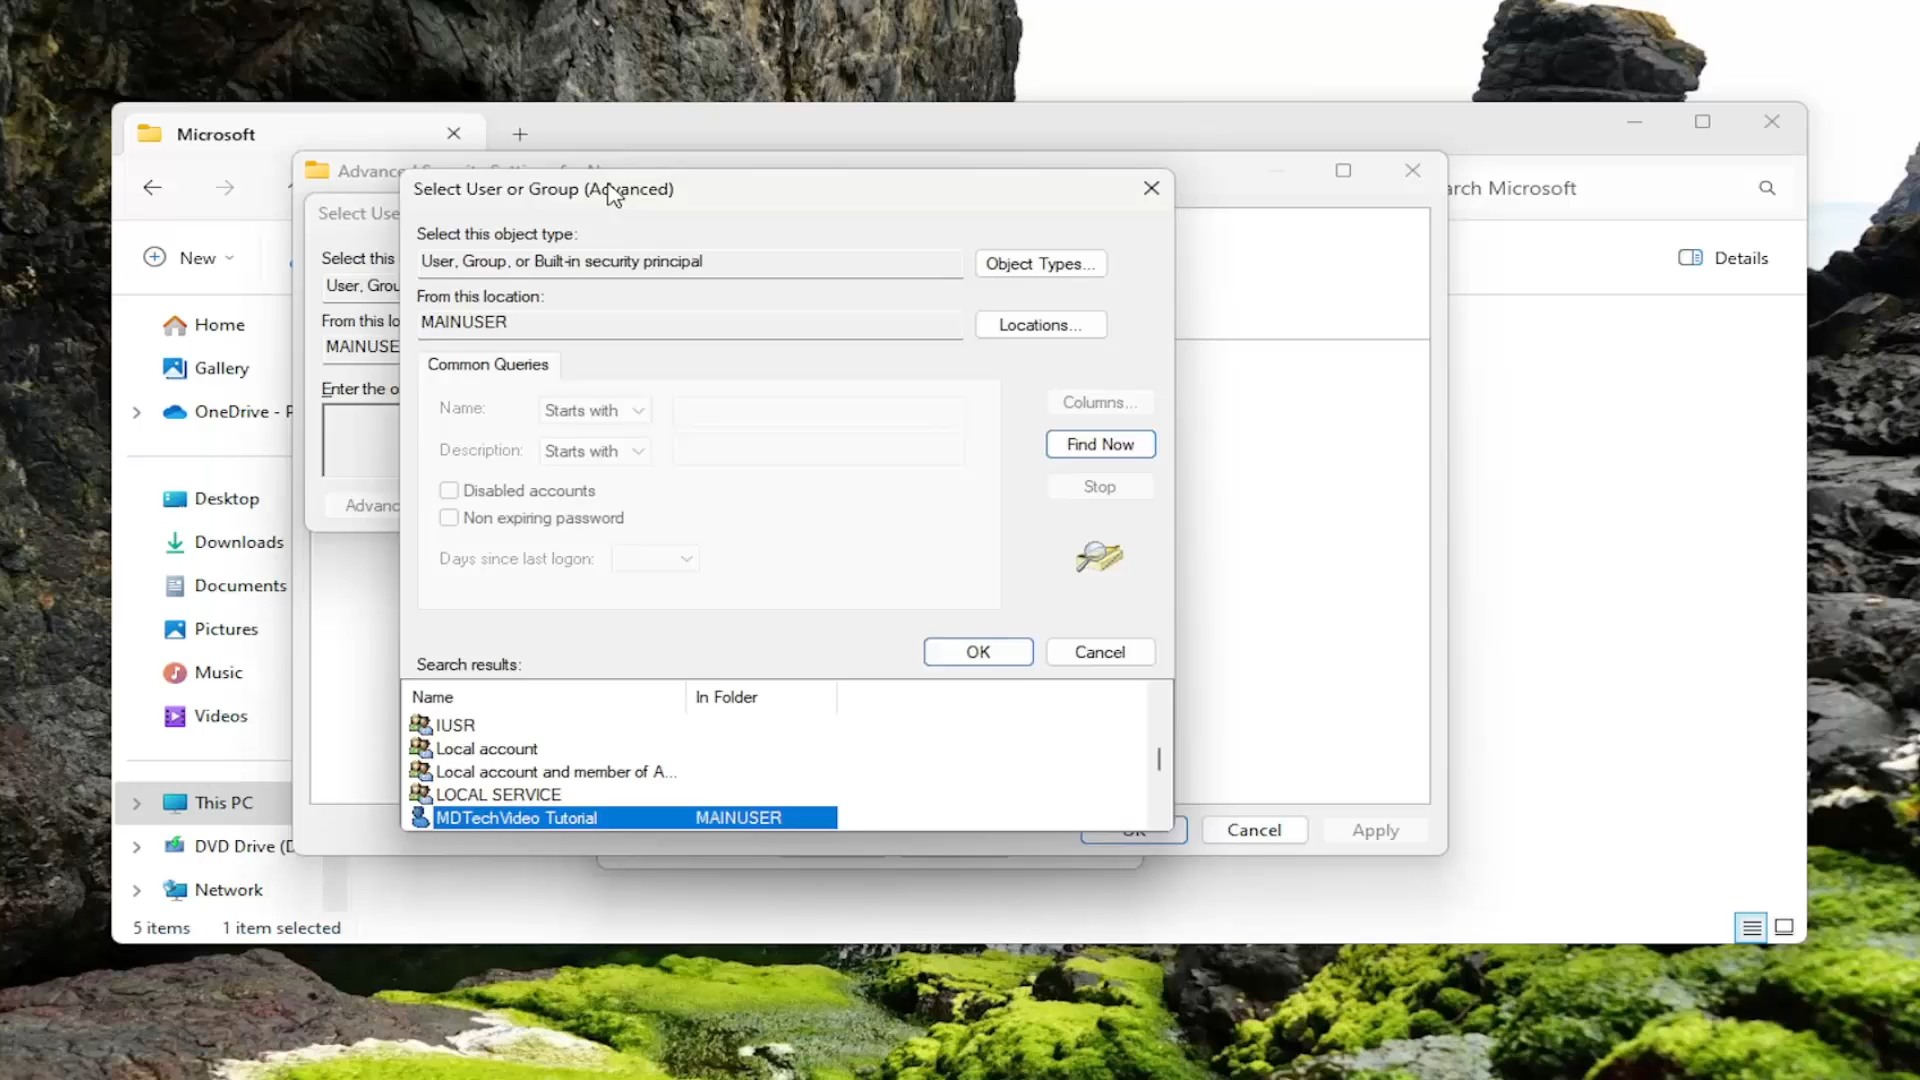 Microsoft
Advance
Select User or Group (Advanced)
arch Microsoft
Select Use
Select this object type:
User, Group, or Built-in security principal
Object Types...
New
Select this
User, Grou
From this location:
MAINUSER
Locations...
Details
Home
From this lo
MAINUSE
Common Queries
Gallery
Enter the o
Name:
Starts with
Columns...
OneDrive - P
Description:
Starts with
Find Now
Disabled accounts
Stop
Desktop
Advanc
Non expiring password
Downloads
Days since last logon:
Documents
Pictures
OK
Cancel
Search results:
Music
Name
In Folder
Videos
IUSR
Local account
Local account and member of A...
LOCAL SERVICE
This PC
MDTechVideo Tutorial
MAINUSER
OK
Cancel
Apply
DVD Drive (D
Network
5 items
1 item selected